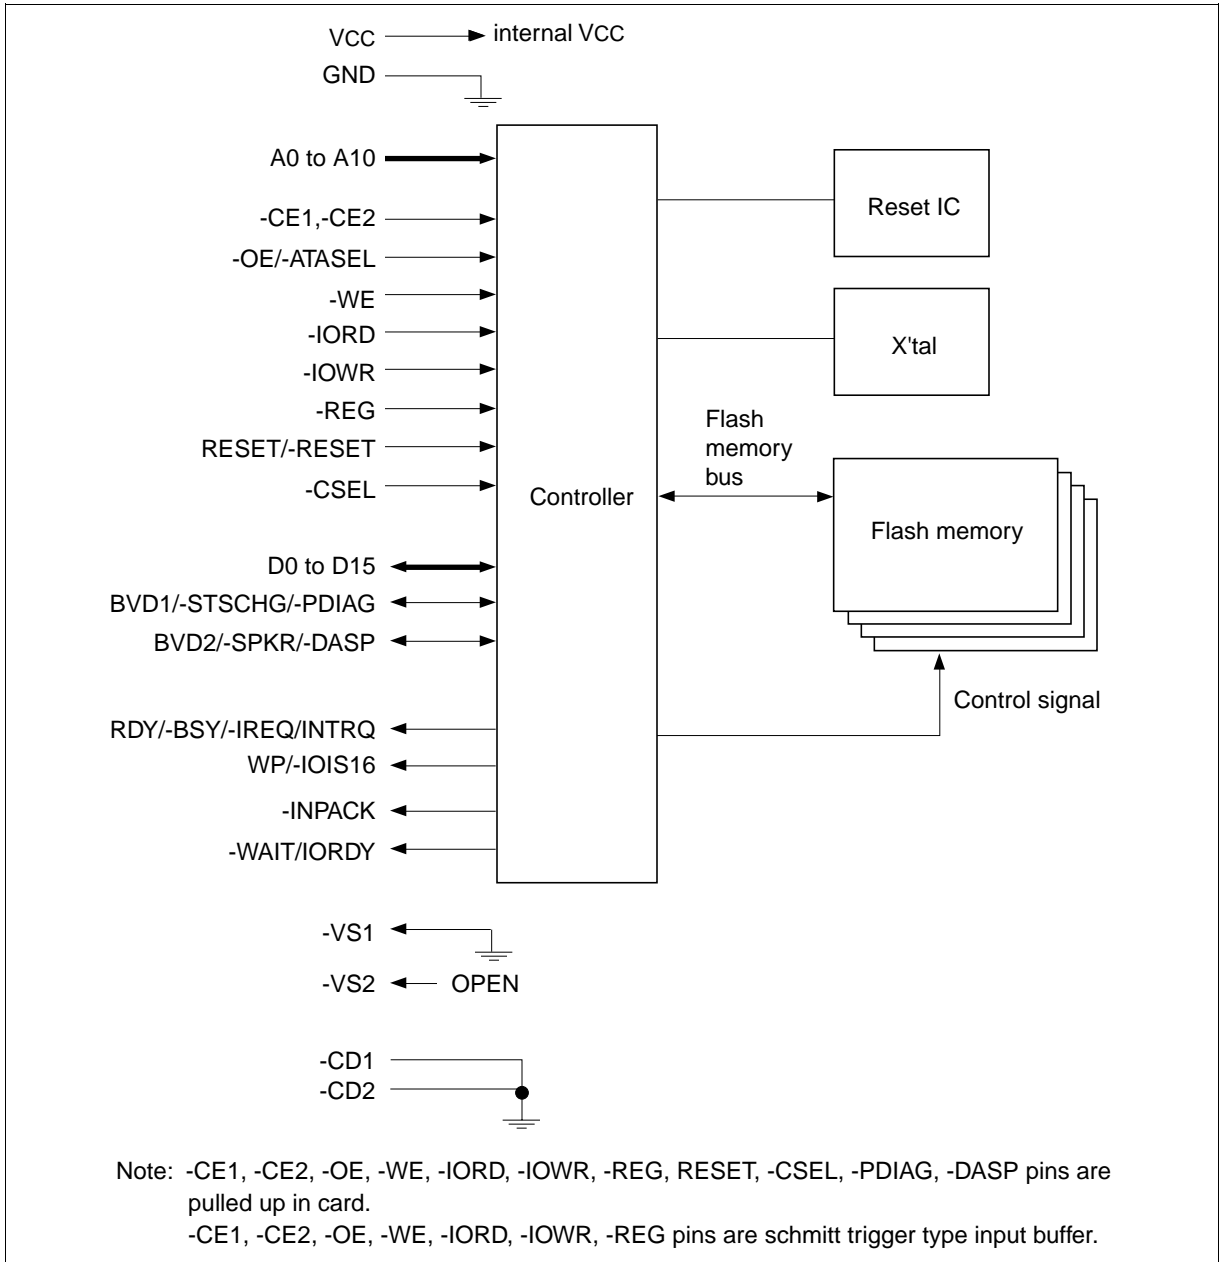 VCC
internal VCC
GND
A0 to A10
-CE1,-CE2
-OE/-ATASEL
-WE
-IORD
-IOWR
-REG
RESET/-RESET
-CSEL
D0 to D15
BVD1/-STSCHG/-PDIAG
BVD2/-SPKR/-DASP
RDY/-BSY/-IREQ/INTRQ
WP/-IOIS16
-INPACK
-WAIT/IORDY
Controller
Reset IC
X'tal
Flash
memory
bus
Flash memory
Control signal
-VS1
-VS2
OPEN
-CD1
-CD2
Note: -CE1, -CE2, -OE, -WE, -IORD, -IOWR, -REG, RESET, -CSEL, -PDIAG, -DASP pins are
pulled up in card.
-CE1, -CE2, -OE, -WE, -IORD, -IOWR, -REG pins are schmitt trigger type input buffer.